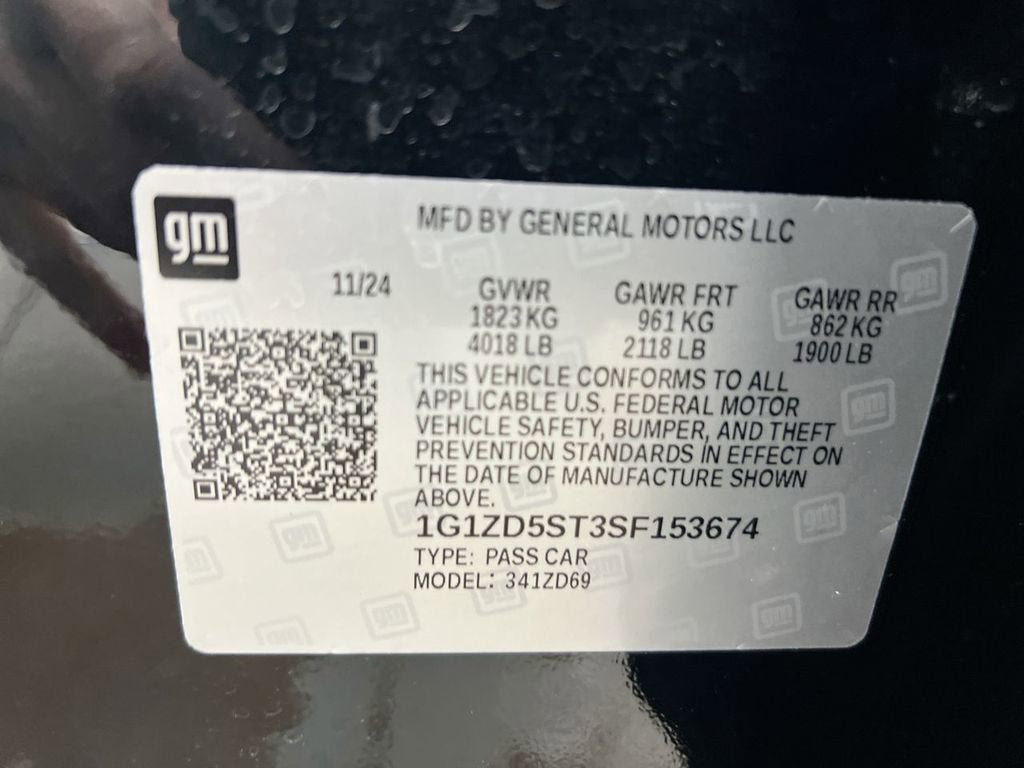 gm
MFD BY GENERAL MOTORS LLC
11/24
GVWR
1823 KG
4018 LB
GAWR FRT
961 KG
2118 LB
GAWR RR
862 KG
1900 LB
THIS VEHICLE CONFORMS TO ALL
APPLICABLE U.S. FEDERAL MOTOR
VEHICLE SAFETY, BUMPER, AND THEFT
PREVENTION STANDARDS IN EFFECT ON
THE DATE OF MANUFACTURE SHOWN
ABOVE.
1G1ZD5ST3SF153674
TYPE: PASS CAR
MODEL: 341ZD69